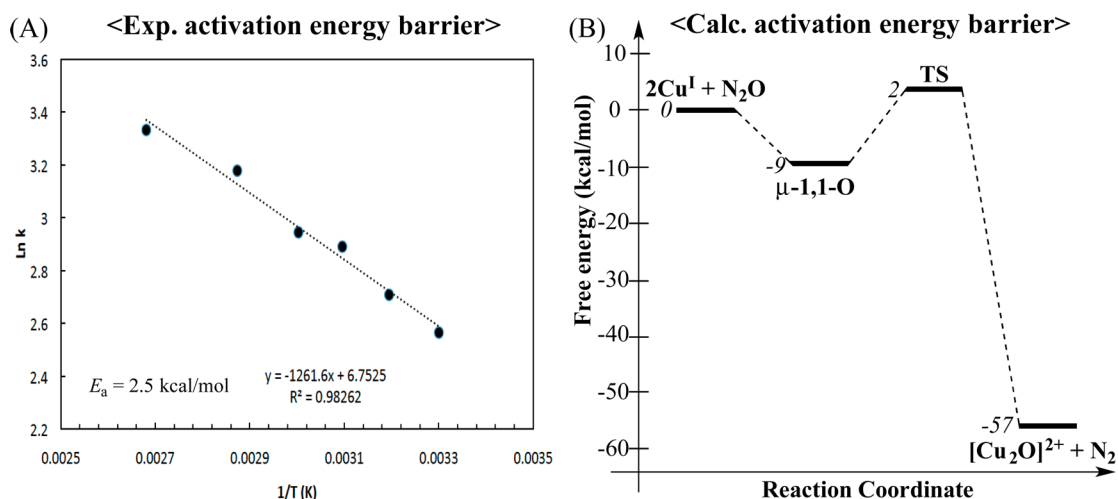 (A)
<Exp. activation energy barrier>
3.6
3.4
3.2
3
2.8
2.6
2.4
2.2
Ln k
Eₐ = 2.5 kcal/mol
y = -1261.6x + 6.7525
R² = 0.98262
0.0025
0.0027
0.0029
0.0031
0.0033
0.0035
1/T (K)
(B)
<Calc. activation energy barrier>
10
0
-10
-20
-30
-40
-50
-60
Free energy (kcal/mol)
2Cuᴵ + N₂O
0
-9
μ-1,1-O
TS
2
-57
[Cu₂O]²⁺ + N₂
Reaction Coordinate